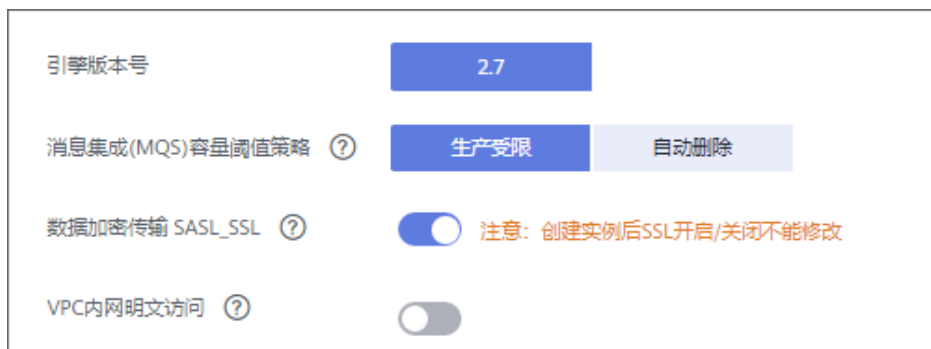 引擎版本号 2.7
消息集成(MQS)容量阈值策略 ? 生产受限 自动删除
数据加密传输 SASL_SSL ? 注意：创建实例后SSL开启/关闭不能修改
VPC内网明文访问 ?